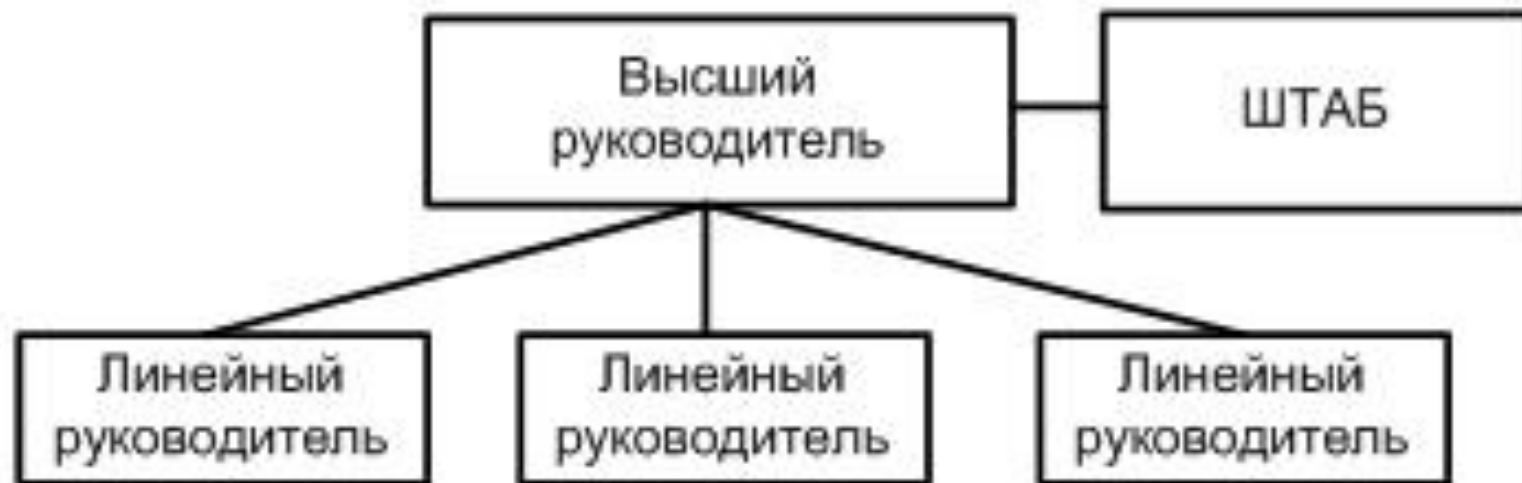 Высший
руководитель
ШТАБ
Линейный
руководитель
Линейный
руководитель
Линейный
руководитель